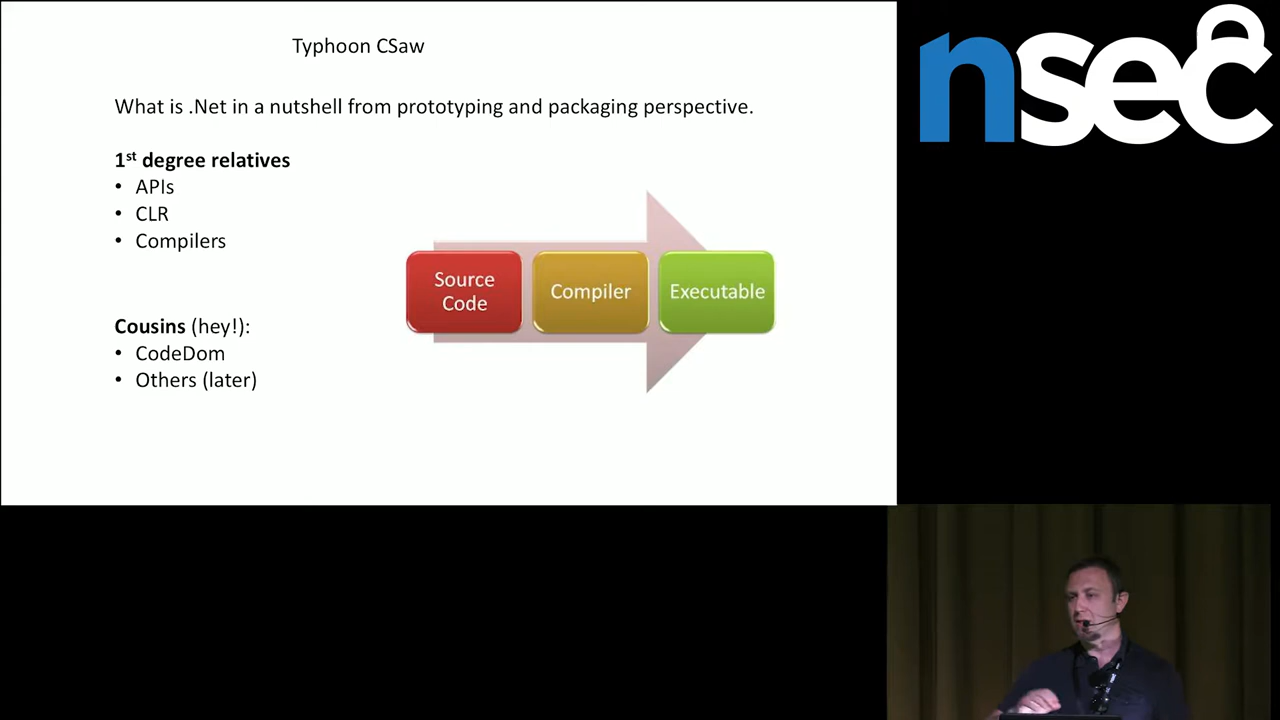 Typhoon CSaw
What is .Net in a nutshell from prototyping and packaging perspective.
1st degree relatives
• APIs
• CLR
• Compilers
Source
Code
Compiler
Executable
Cousins (hey!):
• CodeDom
• Others (later)
nsec